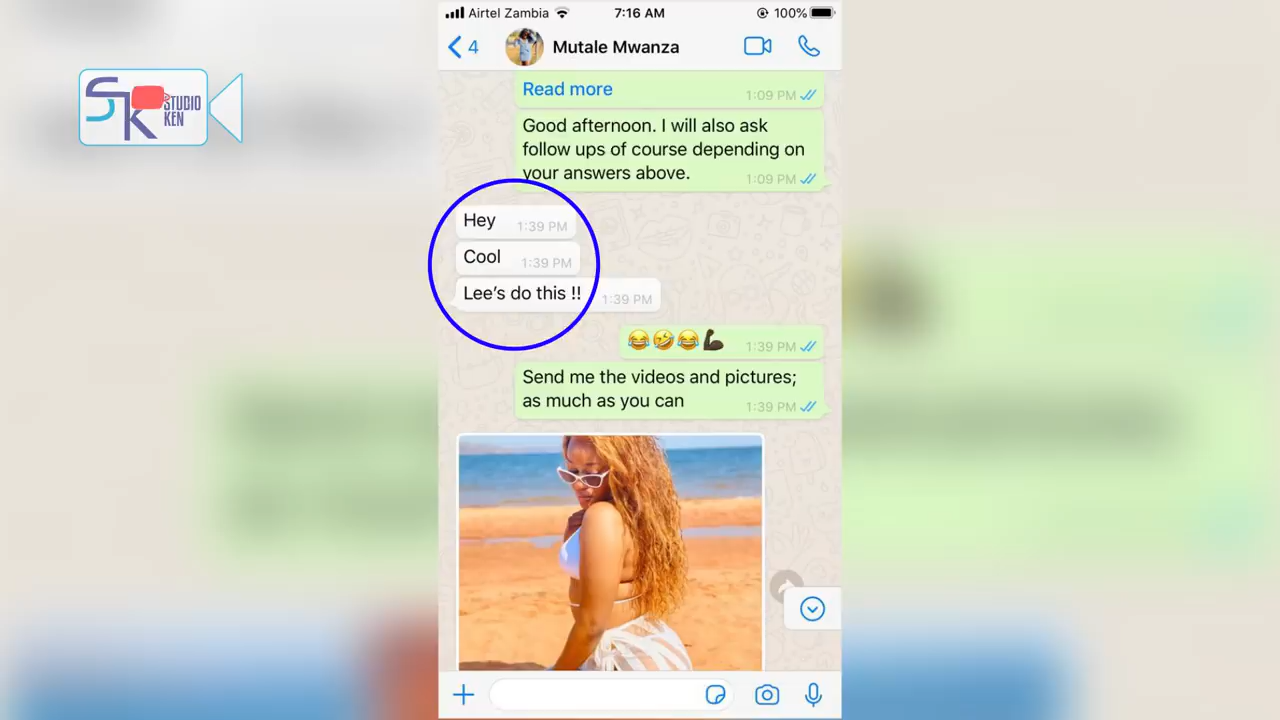 Airtel Zambia 7:16 AM 100%
4 Mutale Mwanza
STUDIO
KEN
Read more 1:09 PM
Good afternoon. I will also ask
follow ups of course depending on
your answers above. 1:09 PM
Hey 1:39 PM
Cool 1:39 PM
Lee's do this !! 1:39 PM
😂🤣😂💪🏿 1:39 PM
Send me the videos and pictures;
as much as you can 1:39 PM